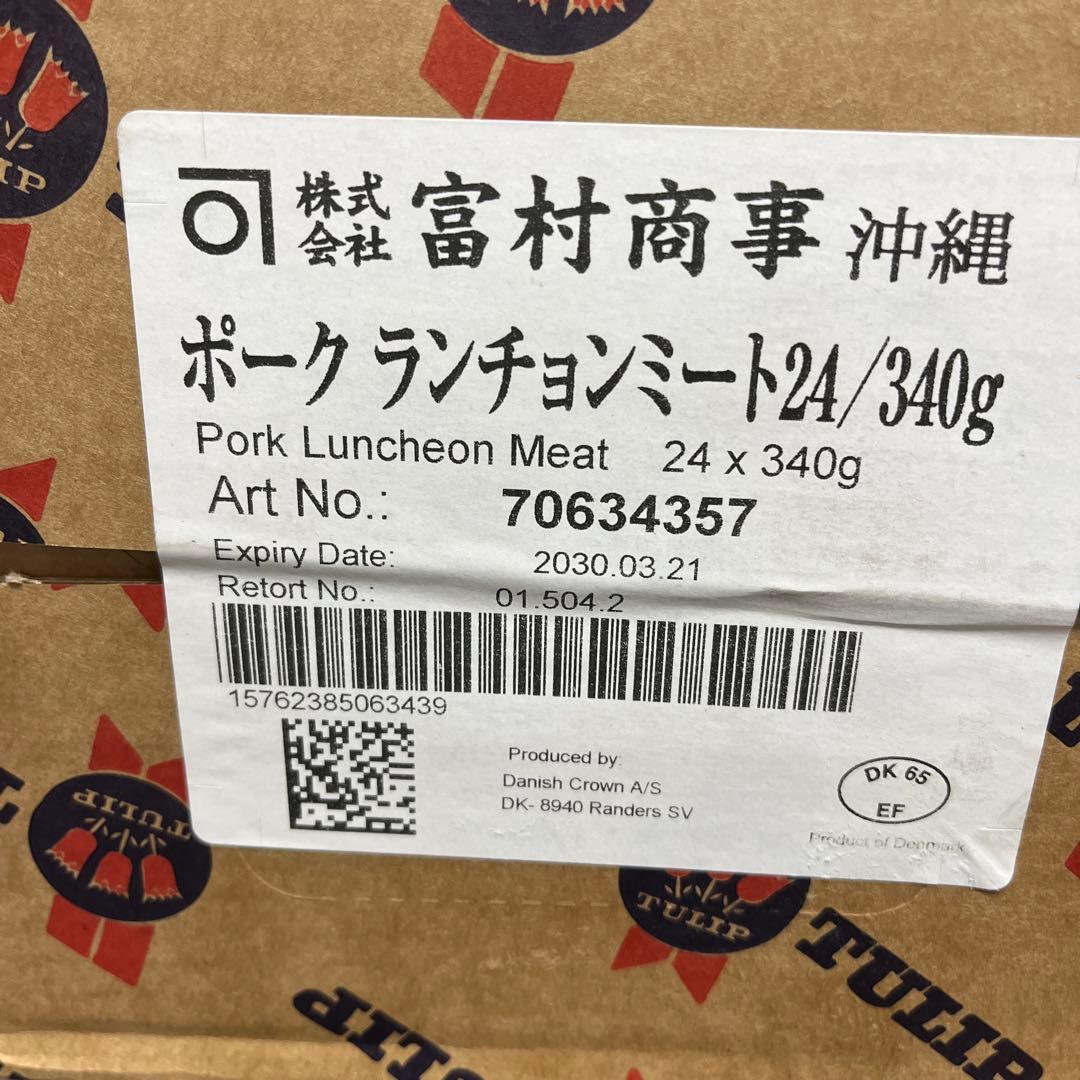 株式会社 富村商事 沖縄
ポーク ランチョンミート24/340g
Pork Luncheon Meat 24 x 340g
Art No.: 70634357
Expiry Date: 2030.03.21
Retort No.: 01.504.2
15762385063439
Produced by:
Danish Crown A/S
DK- 8940 Randers SV
DK 65
EF
Product of Denmark
TULIP
TULIP
TULIP
TULIP